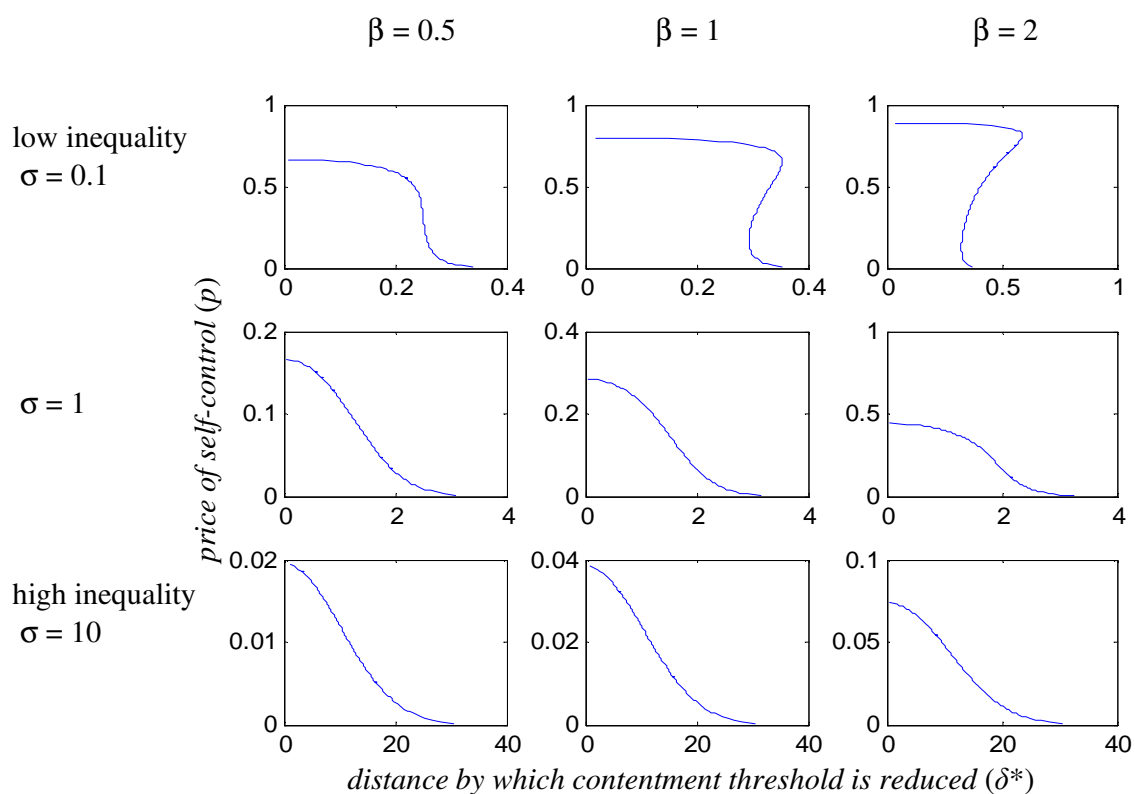 β = 0.5 β = 1 β = 2
low inequality
σ = 0.1
1 1 1
0.5 0.5 0.5
0 0 0
0 0.2 0.4 0 0.2 0.4 0 0.5 1
σ = 1
0.2 0.4 1
0.1 0.2 0.5
0 0 0
0 2 4 0 2 4 0 2 4
high inequality
σ = 10
0.02 0.04 0.1
0.01 0.02 0.05
0 0 0
0 20 40 0 20 40 0 20 40
price of self-control (p)
distance by which contentment threshold is reduced (δ*)